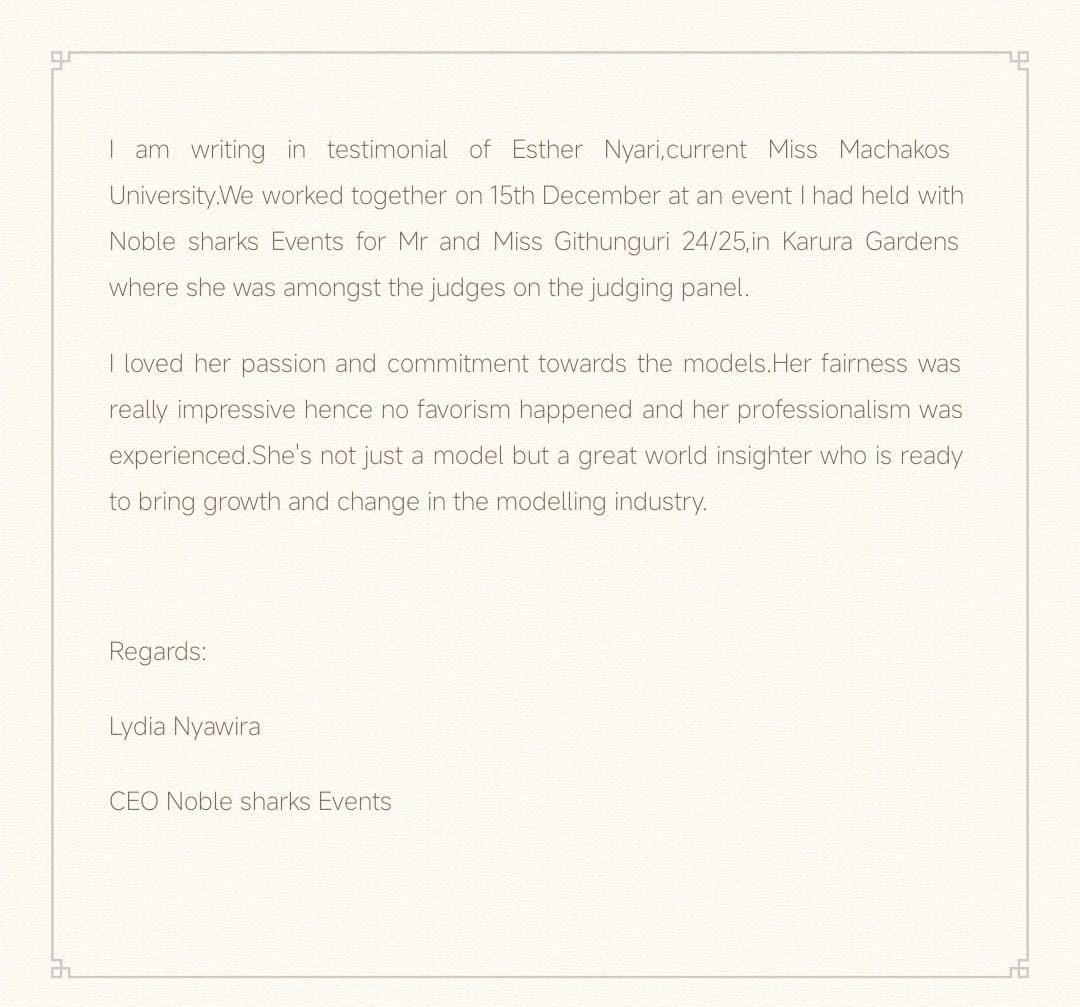 I am writing in testimonial of Esther Nyari,current Miss Machakos
University.We worked together on 15th December at an event I had held with
Noble sharks Events for Mr and Miss Githunguri 24/25,in Karura Gardens
where she was amongst the judges on the judging panel.
I loved her passion and commitment towards the models.Her fairness was
really impressive hence no favorism happened and her professionalism was
experienced.She's not just a model but a great world insighter who is ready
to bring growth and change in the modelling industry.
Regards:
Lydia Nyawira
CEO Noble sharks Events